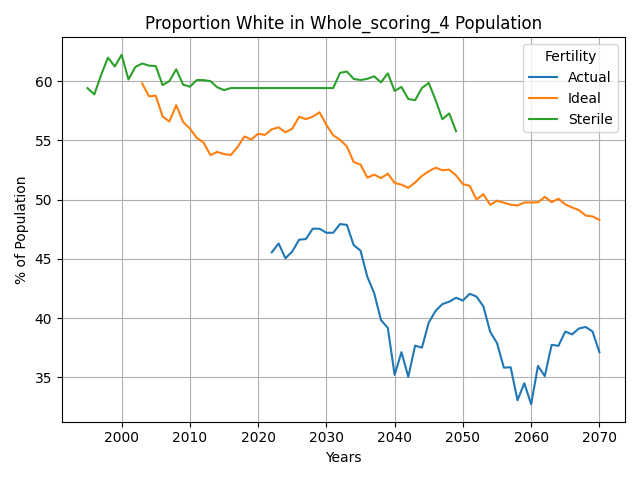 Proportion White in Whole_scoring_4 Population
Fertility
Actual
Ideal
Sterile
% of Population
60
55
50
45
40
35
2000 2010 2020 2030 2040 2050 2060 2070
Years